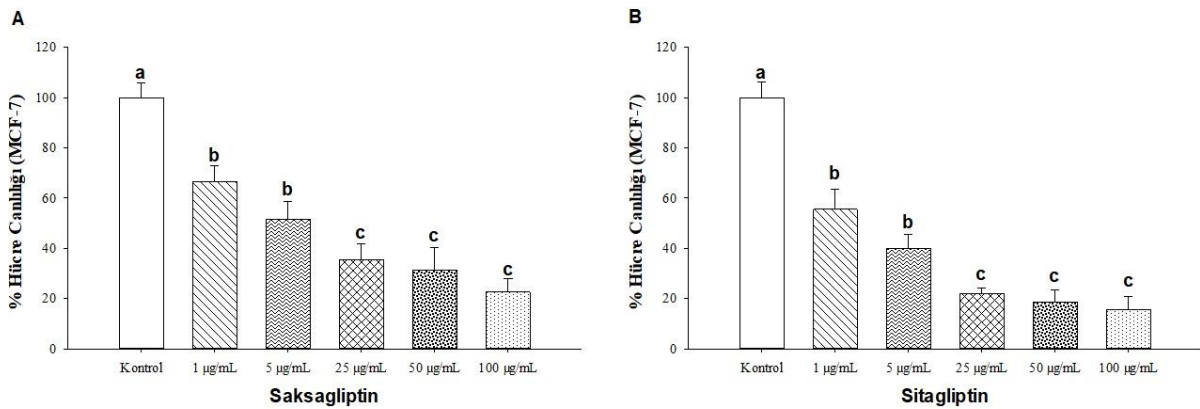 A
% Hücre Canlılığı (MCF-7)
120
100
80
60
40
20
0
a
b
b
c
c
c
Kontrol
1 µg/mL
5 µg/mL
25 µg/mL
50 µg/mL
100 µg/mL
Saksagliptin
B
% Hücre Canlılığı (MCF-7)
120
100
80
60
40
20
0
a
b
b
c
c
c
Kontrol
1 µg/mL
5 µg/mL
25 µg/mL
50 µg/mL
100 µg/mL
Sitagliptin